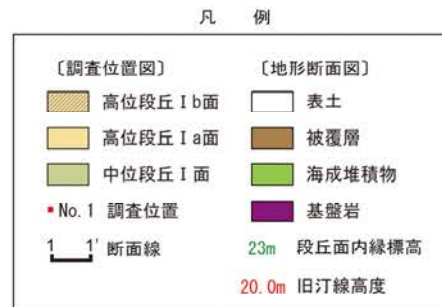 凡 例
〔調査位置図〕
高位段丘Ⅰb面
高位段丘Ⅰa面
中位段丘Ⅰ面
No. 1 調査位置
1 1' 断面線
〔地形断面図〕
表土
被覆層
海成堆積物
基盤岩
23m 段丘面内縁標高
20.0m 旧汀線高度